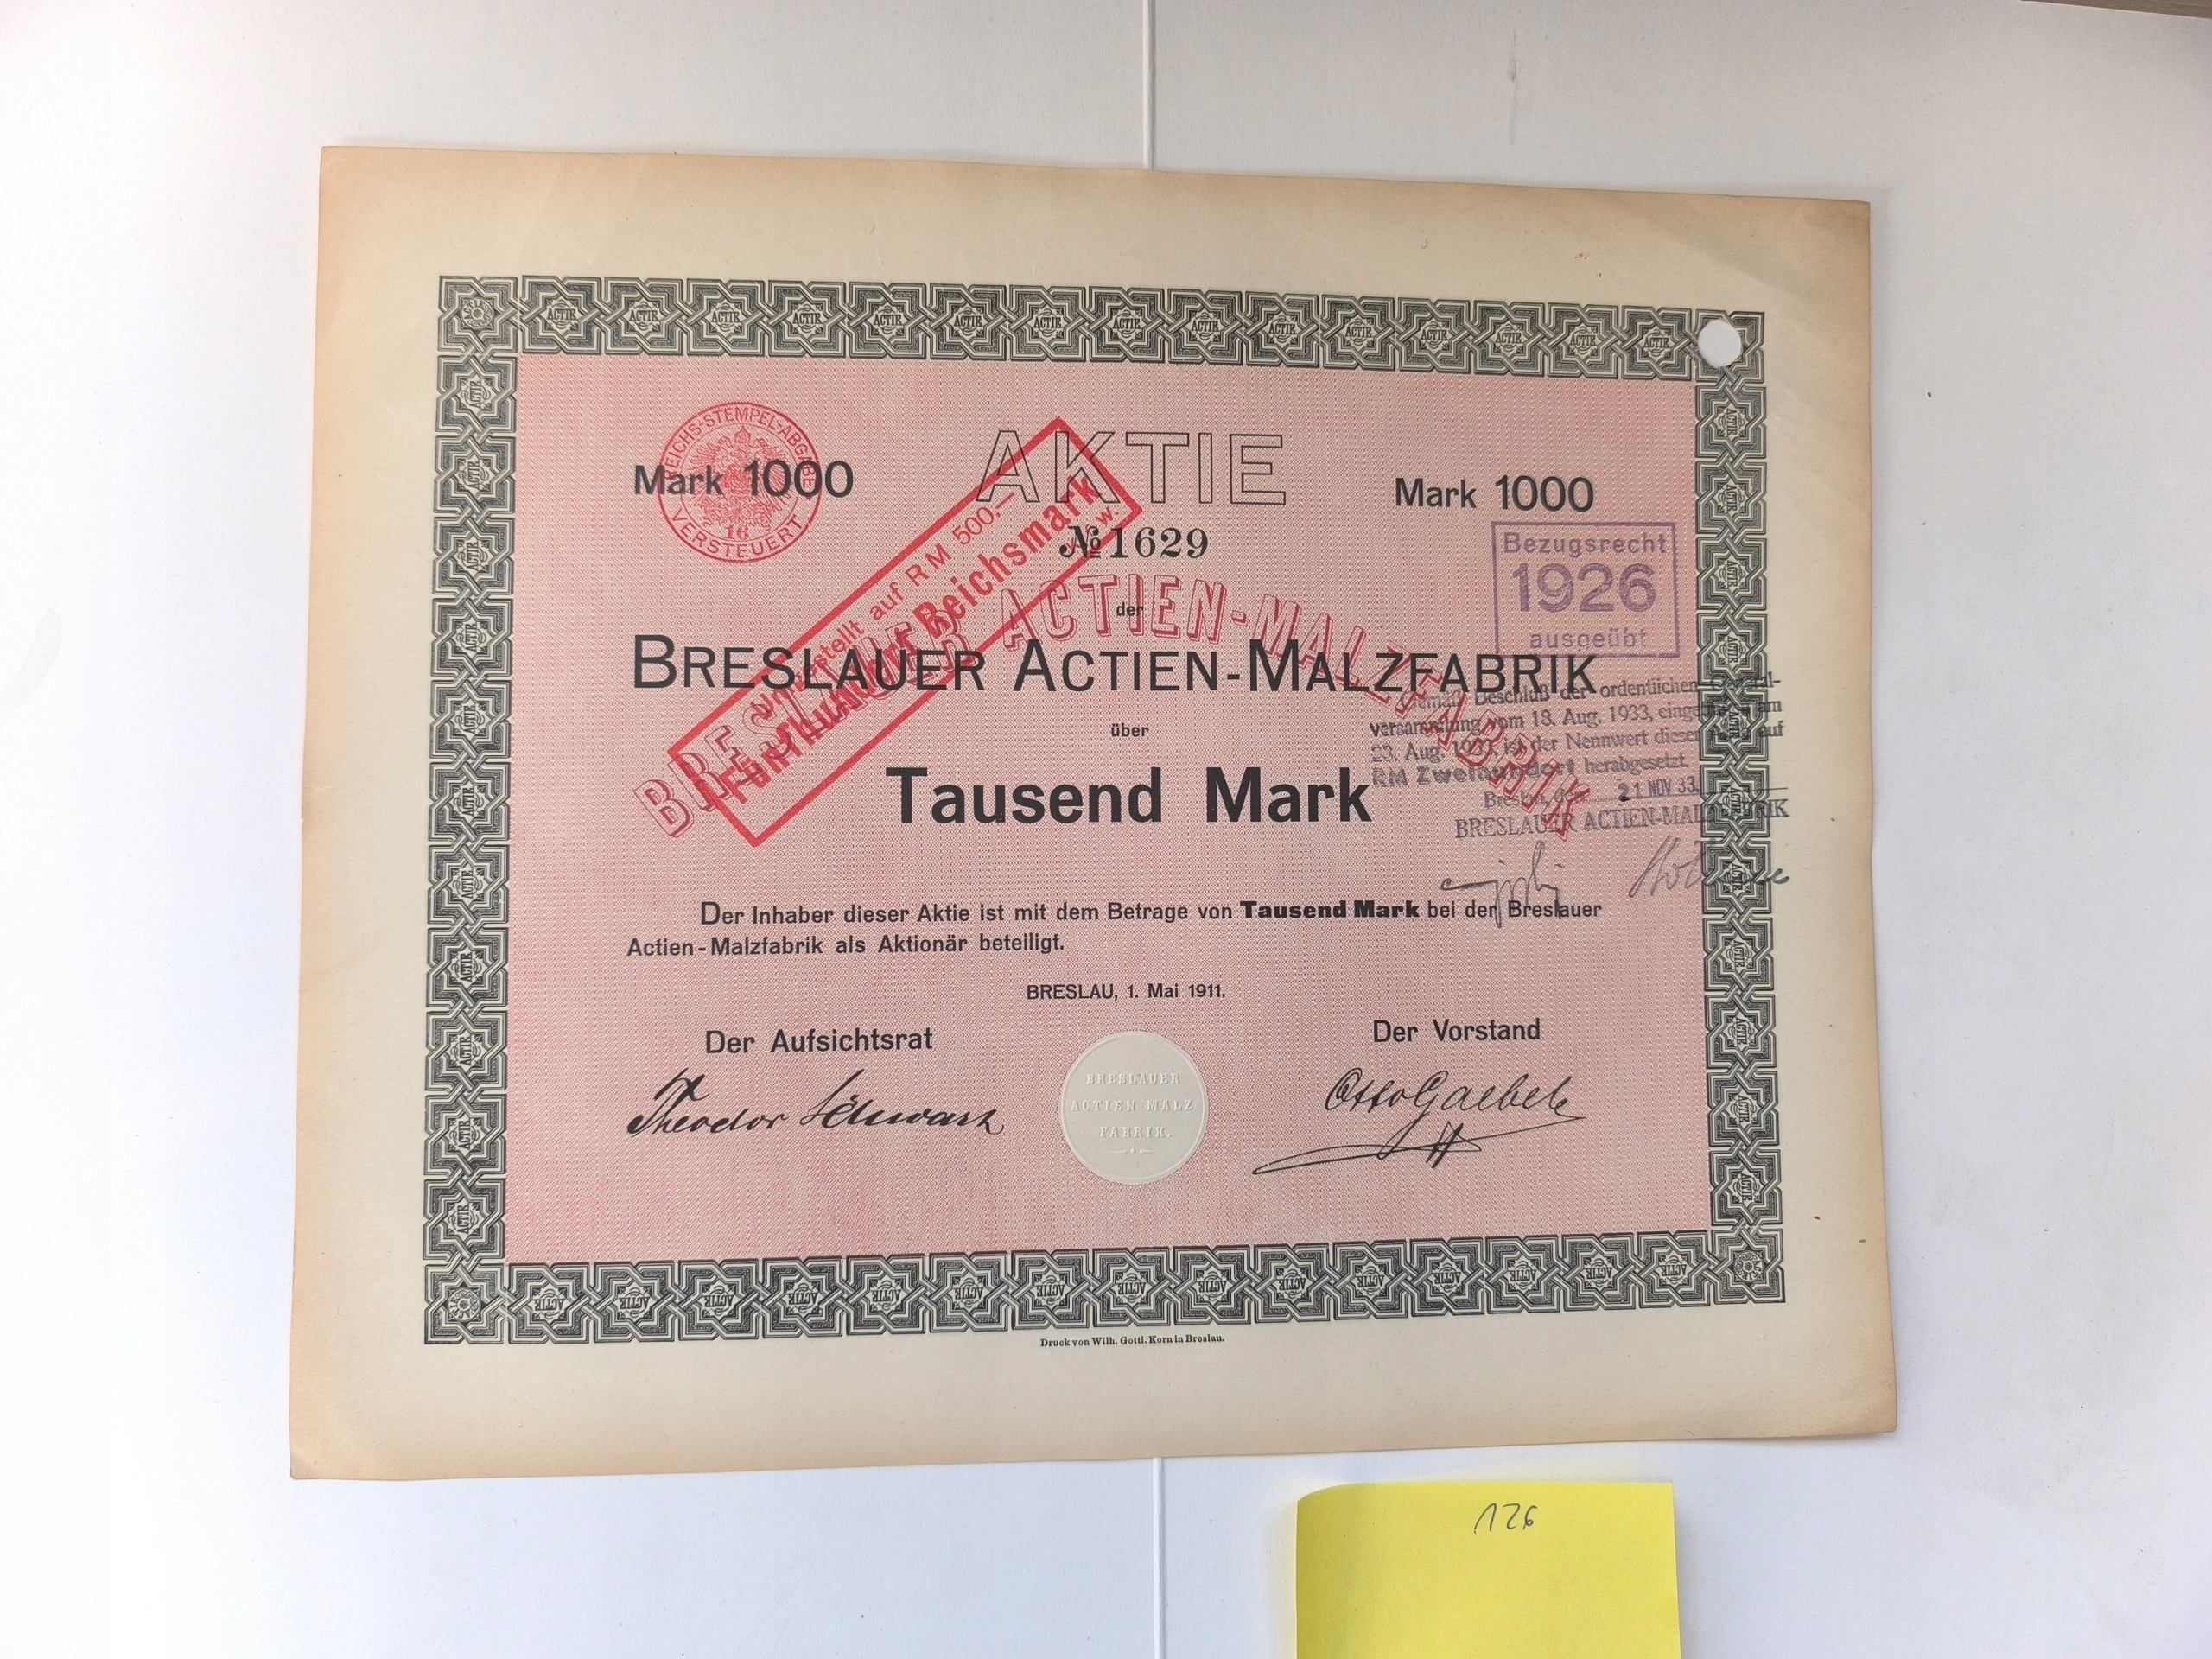 REICHS-STEMPEL-ABGABE
16
VERSTEUERT
Mark 1000
AKTIE
Mark 1000
№ 1629
Umgestellt auf RM 500.—
Fünfhundert Reichsmark
Bezugsrecht
1926
ausgeübt
BRESLAUER ACTIEN-MALZFABRIK
der
BRESLAUER ACTIEN-MALZFABRIK
über
Tausend Mark
Gemäß Beschluß der ordentlichen General-
versammlung vom 18. Aug. 1933, eingetragen am
23. Aug. 1933, ist der Nennwert dieser auf
RM Zweihundert herabgesetzt.
Breslau, den 21 NOV 33.
BRESLAUER ACTIEN-MALZFABRIK
Der Inhaber dieser Aktie ist mit dem Betrage von Tausend Mark bei der Breslauer
Actien-Malzfabrik als Aktionär beteiligt.
BRESLAU, 1. Mai 1911.
Der Aufsichtsrat
Der Vorstand
Theodor Schwarz
Otto Gaebel
BRESLAUER
ACTIEN-MALZ
FABRIK.
Druck von Wilh. Gottl. Korn in Breslau.
126